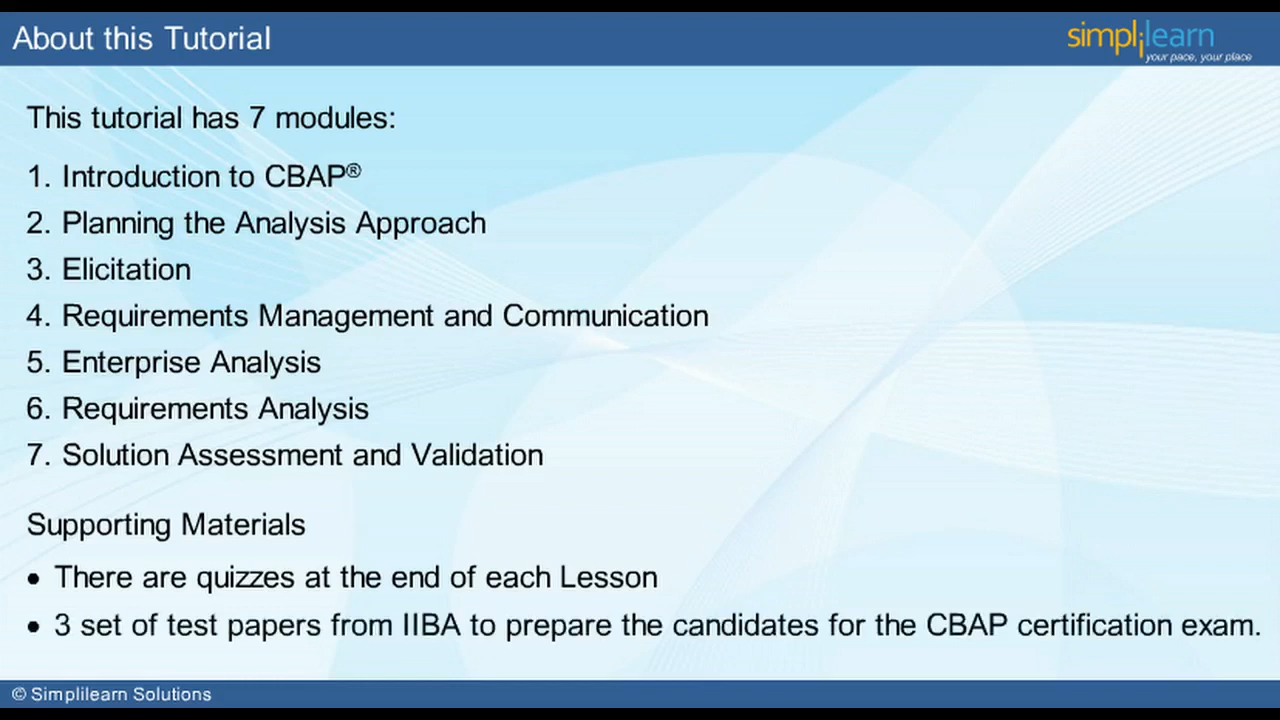 About this Tutorial
simplilearn
your pace, your place
This tutorial has 7 modules:
1. Introduction to CBAP®
2. Planning the Analysis Approach
3. Elicitation
4. Requirements Management and Communication
5. Enterprise Analysis
6. Requirements Analysis
7. Solution Assessment and Validation
Supporting Materials
• There are quizzes at the end of each Lesson
• 3 set of test papers from IIBA to prepare the candidates for the CBAP certification exam.
© Simplilearn Solutions